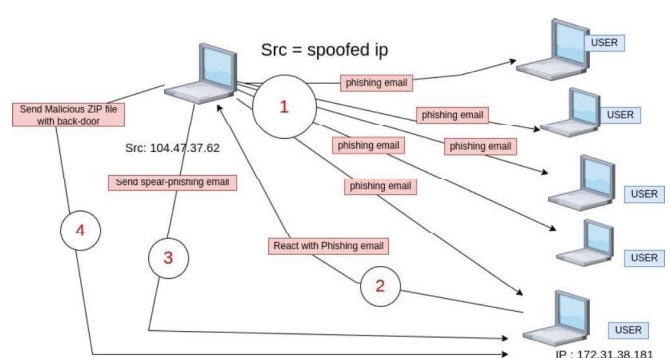 Src = spoofed ip
USER
phishing email
Send Malicious ZIP file
with back-door
1
phishing email
USER
Src: 104.47.37.62
phishing email
phishing email
Send spear-phishing email
phishing email
USER
4
React with Phishing email
3
USER
2
USER
IP : 172.31.38.181